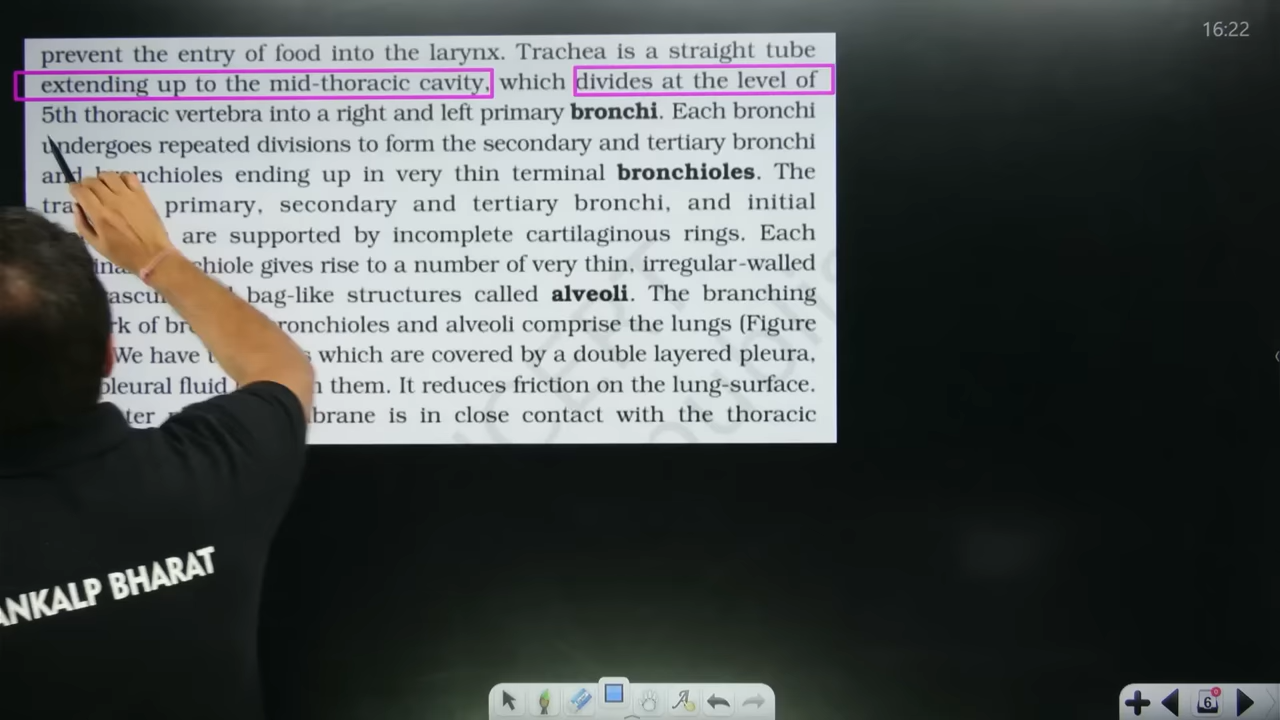 16:22
prevent the entry of food into the larynx. Trachea is a straight tube
extending up to the mid-thoracic cavity, which divides at the level of
5th thoracic vertebra into a right and left primary bronchi. Each bronchi
undergoes repeated divisions to form the secondary and tertiary bronchi
and bronchioles ending up in very thin terminal bronchioles. The
primary, secondary and tertiary bronchi, and initial
are supported by incomplete cartilaginous rings. Each
gives rise to a number of very thin, irregular-walled
bag-like structures called alveoli. The branching
and alveoli comprise the lungs (Figure
We have which are covered by a double layered pleura,
pleural fluid them. It reduces friction on the lung-surface.
is in close contact with the thoracic
ANKALP BHARAT
6